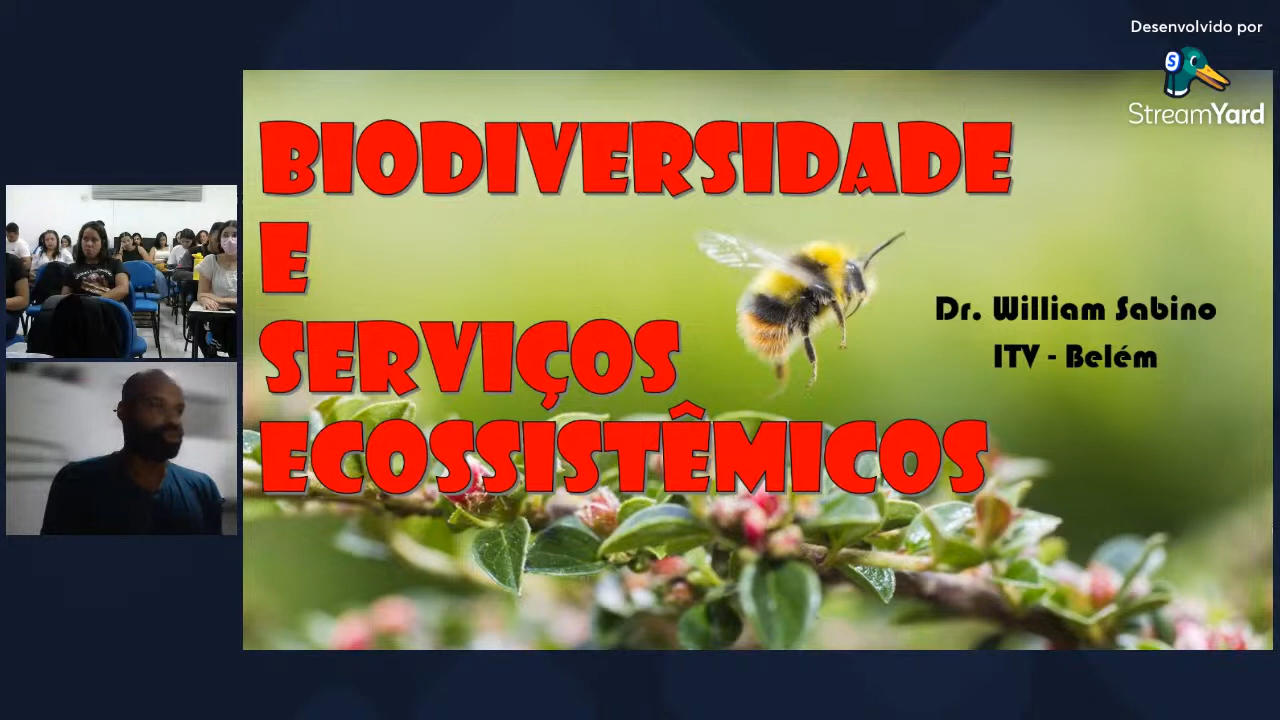 Desenvolvido por
StreamYard
BIODIVERSIDADE
E
SERVIÇOS
ECOSSISTÊMICOS
Dr. William Sabino
ITV - Belém